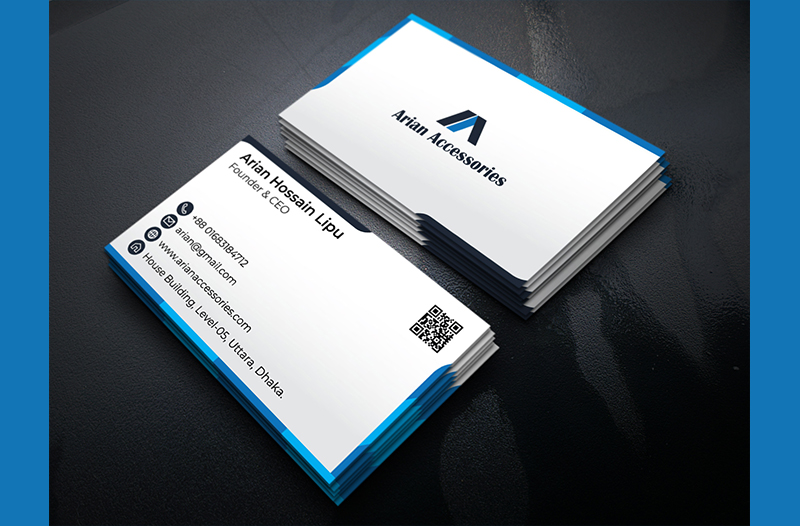 Arian Accessories
Arian Hossain Lipu
Founder & CEO
+88 01683184712
arian@gmail.com
www.arianaccessories.com
House Building, Level-05, Uttara, Dhaka.